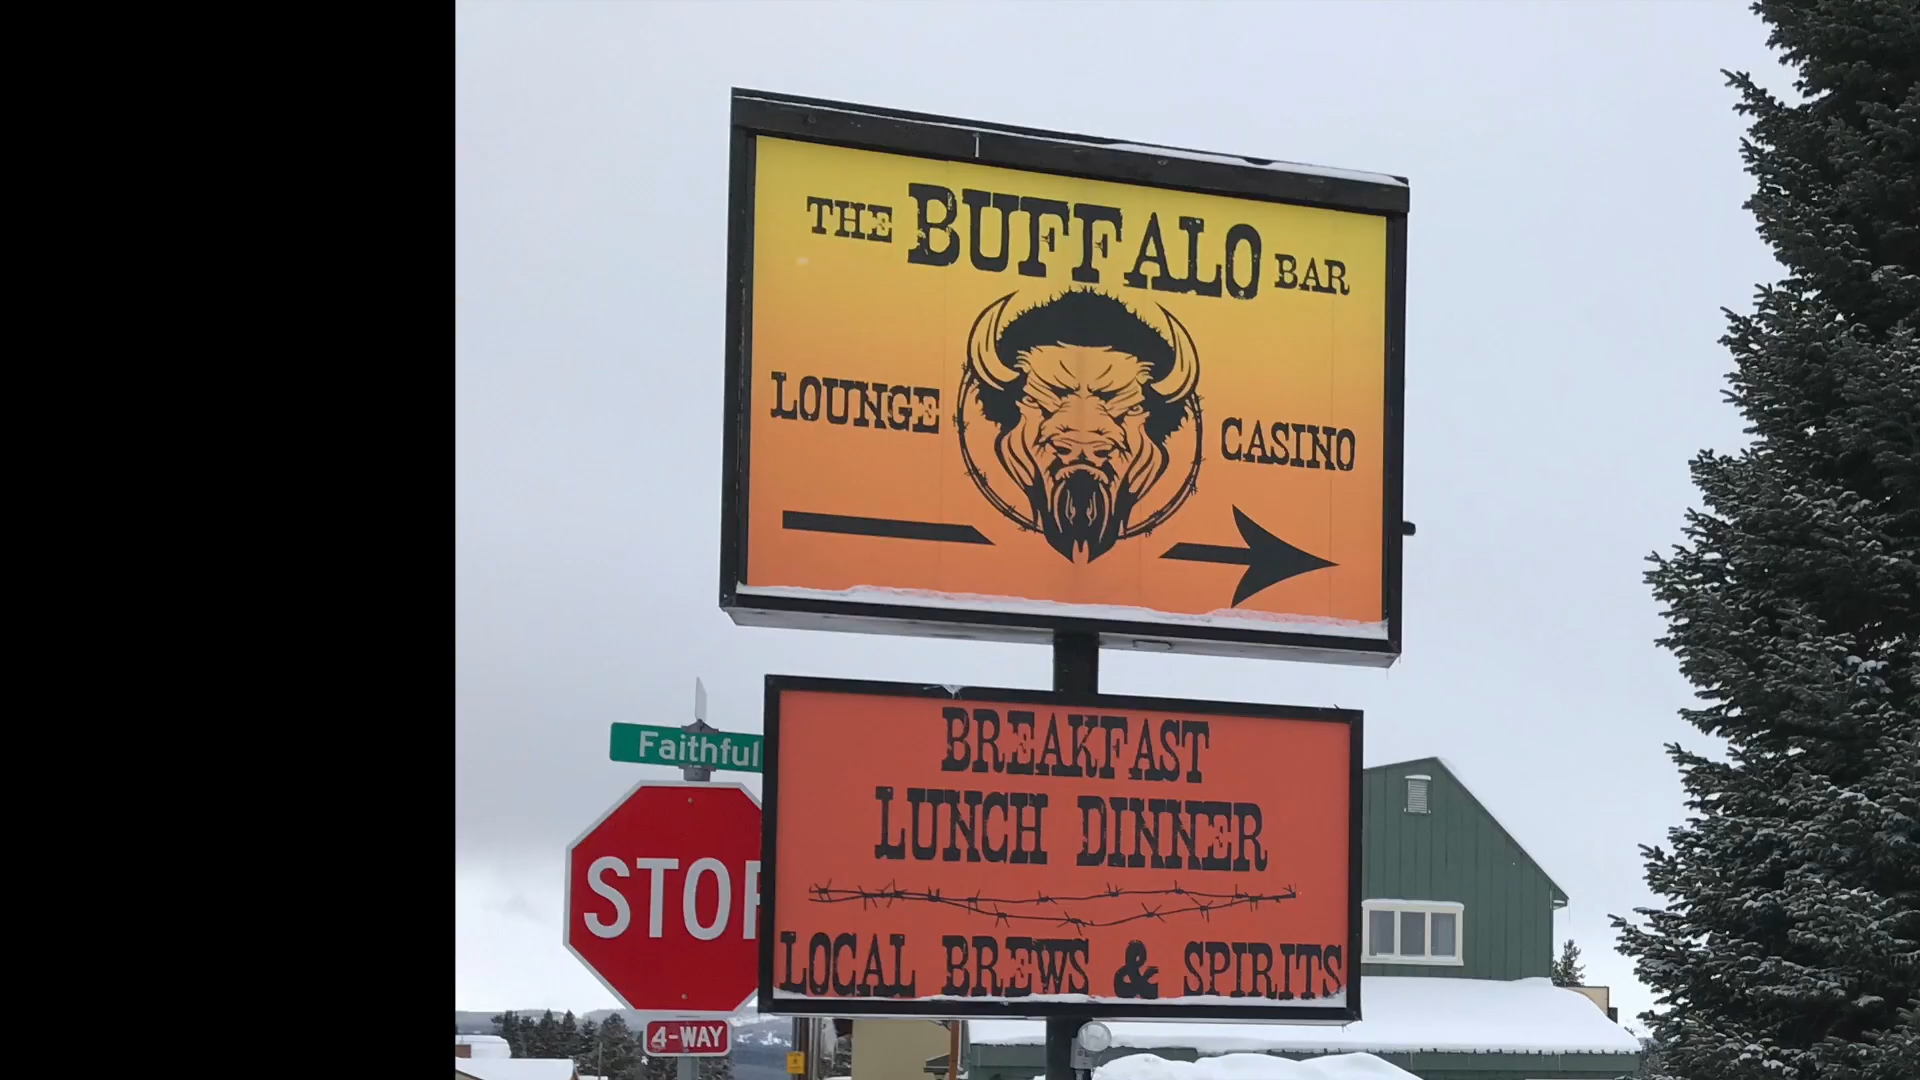 THE BUFFALO BAR
LOUNGE
CASINO
Faithful
STOP
4-WAY
BREAKFAST
LUNCH DINNER
LOCAL BREWS & SPIRITS